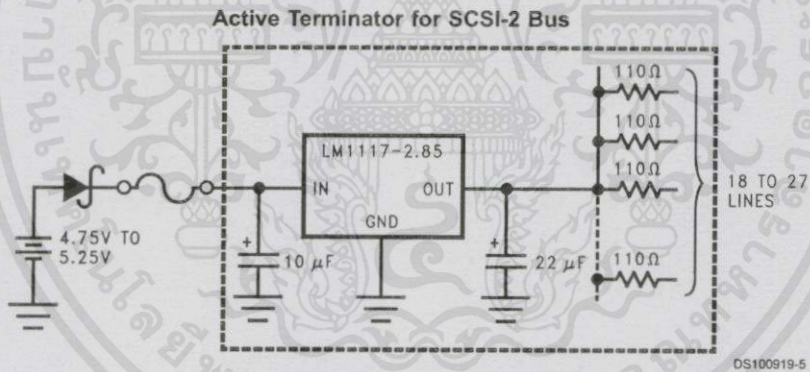 Active Terminator for SCSI-2 Bus
110Ω
110Ω
110Ω
110Ω
LM1117-2.85
IN
OUT
GND
18 TO 27
LINES
4.75V TO
5.25V
+
10 μF
+
22 μF
DS100919-5